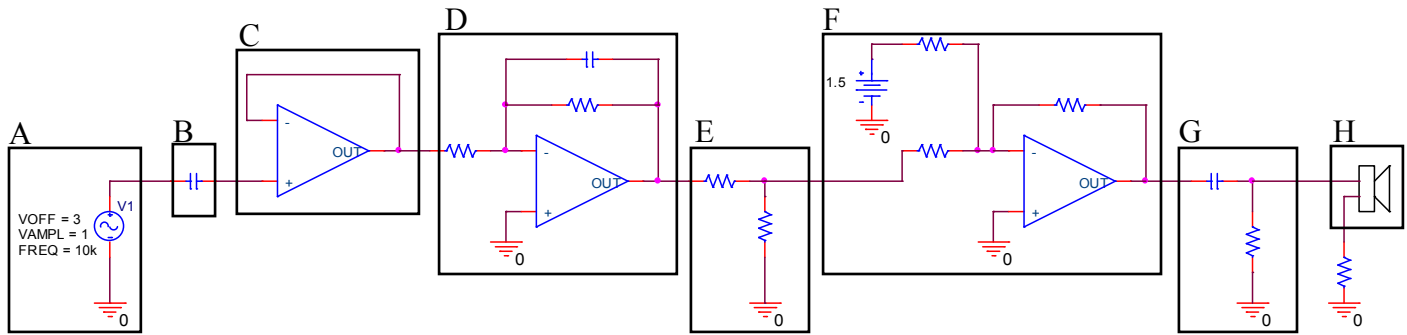 A
B
C
D
E
F
G
H
V1
VOFF = 3
VAMPL = 1
FREQ = 10k
0
-
+
OUT
-
+
OUT
0
0
+
1.5
-
0
-
+
OUT
0
0
0